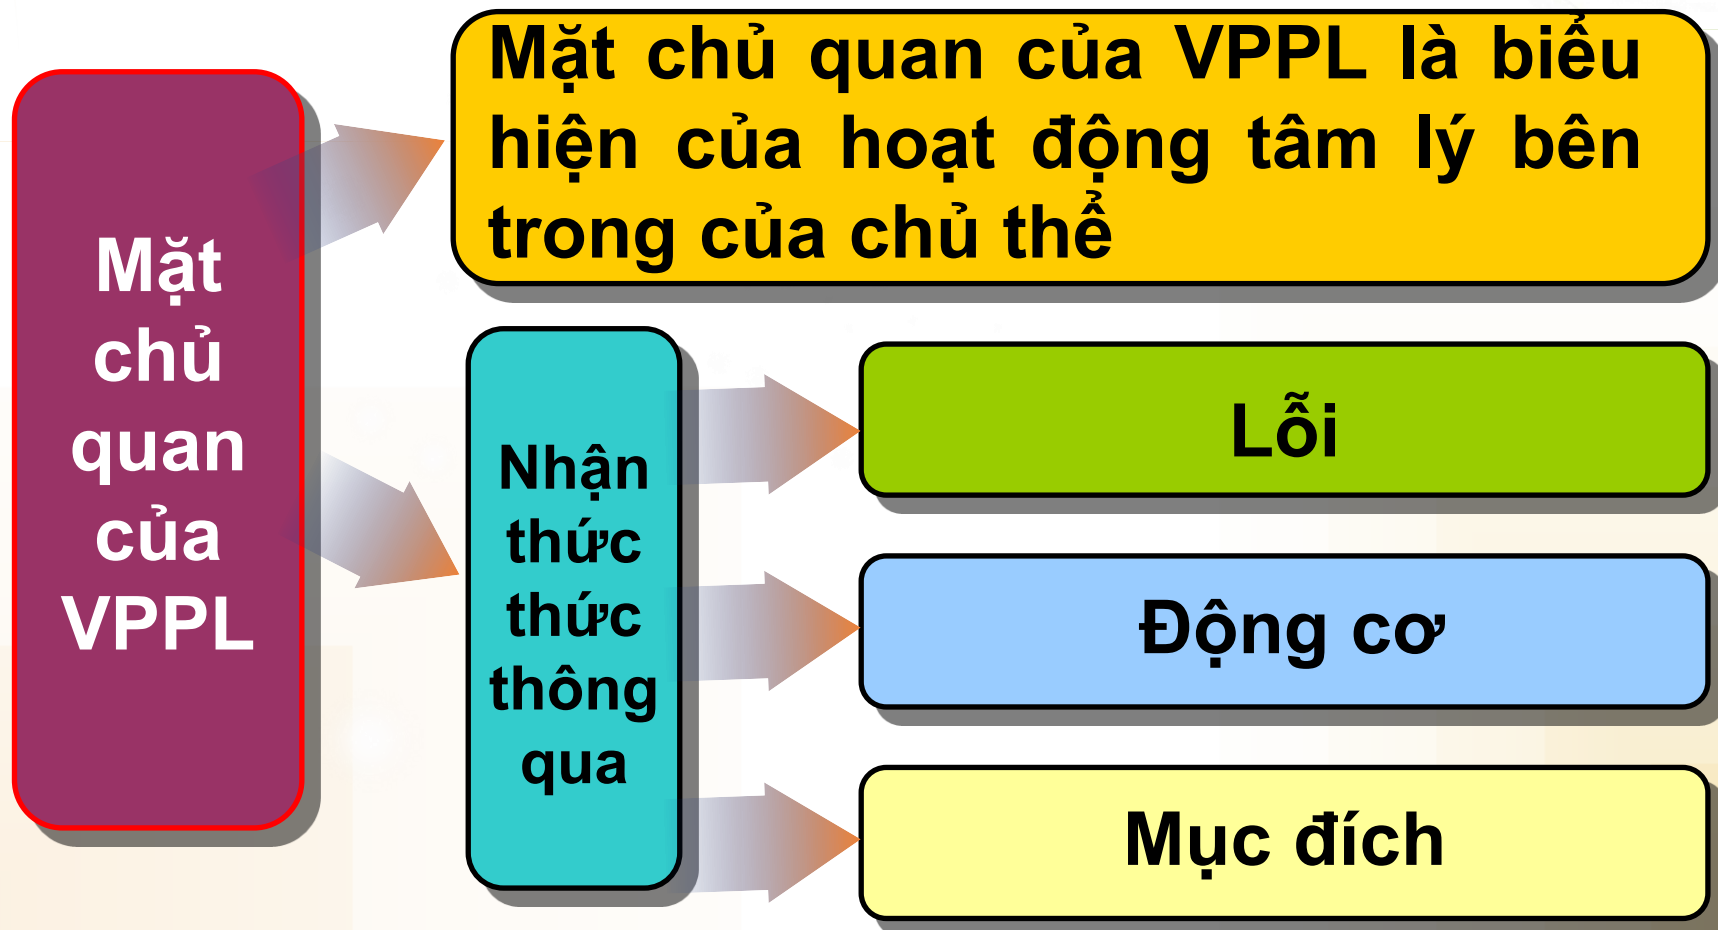 Mặt
chủ
quan
của
VPPL
Mặt chủ quan của VPPL là biểu
hiện của hoạt động tâm lý bên
trong của chủ thể
Nhận
thức
thức
thông
qua
Lỗi
Động cơ
Mục đích